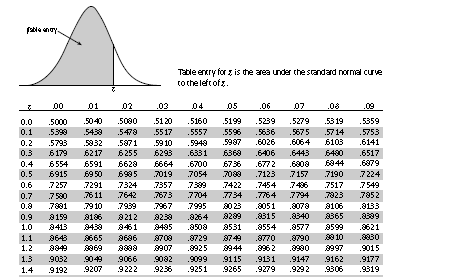 Table entry
z
Table entry for z is the area under the standard normal curve
to the left of z.
z .00 .01 .02 .03 .04 .05 .06 .07 .08 .09
0.0 .5000 .5040 .5080 .5120 .5160 .5199 .5239 .5279 .5319 .5359
0.1 .5398 .5438 .5478 .5517 .5557 .5596 .5636 .5675 .5714 .5753
0.2 .5793 .5832 .5871 .5910 .5948 .5987 .6026 .6064 .6103 .6141
0.3 .6179 .6217 .6255 .6293 .6331 .6368 .6406 .6443 .6480 .6517
0.4 .6554 .6591 .6628 .6664 .6700 .6736 .6772 .6808 .6844 .6879
0.5 .6915 .6950 .6985 .7019 .7054 .7088 .7123 .7157 .7190 .7224
0.6 .7257 .7291 .7324 .7357 .7389 .7422 .7454 .7486 .7517 .7549
0.7 .7580 .7611 .7642 .7673 .7704 .7734 .7764 .7794 .7823 .7852
0.8 .7881 .7910 .7939 .7967 .7995 .8023 .8051 .8078 .8106 .8133
0.9 .8159 .8186 .8212 .8238 .8264 .8289 .8315 .8340 .8365 .8389
1.0 .8413 .8438 .8461 .8485 .8508 .8531 .8554 .8577 .8599 .8621
1.1 .8643 .8665 .8686 .8708 .8729 .8749 .8770 .8790 .8810 .8830
1.2 .8849 .8869 .8888 .8907 .8925 .8944 .8962 .8980 .8997 .9015
1.3 .9032 .9049 .9066 .9082 .9099 .9115 .9131 .9147 .9162 .9177
1.4 .9192 .9207 .9222 .9236 .9251 .9265 .9279 .9292 .9306 .9319